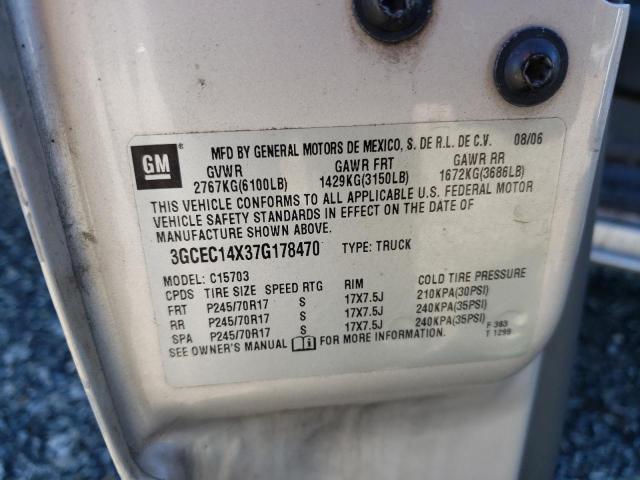 GM
MFD BY GENERAL MOTORS DE MEXICO, S. DE R.L. DE C.V. 08/06
GVWR GAWR FRT GAWR RR
2767KG(6100LB) 1429KG(3150LB) 1672KG(3686LB)
THIS VEHICLE CONFORMS TO ALL APPLICABLE U.S. FEDERAL MOTOR
VEHICLE SAFETY STANDARDS IN EFFECT ON THE DATE OF
MANUFACTURE SHOWN ABOVE.
3GCEC14X37G178470 TYPE: TRUCK
MODEL: C15703
CPDS TIRE SIZE SPEED RTG RIM COLD TIRE PRESSURE
FRT P245/70R17 S 17X7.5J 210KPA(30PSI)
RR P245/70R17 S 17X7.5J 240KPA(35PSI)
SPA P245/70R17 S 17X7.5J 240KPA(35PSI)
SEE OWNER'S MANUAL FOR MORE INFORMATION. F 383
T 1299